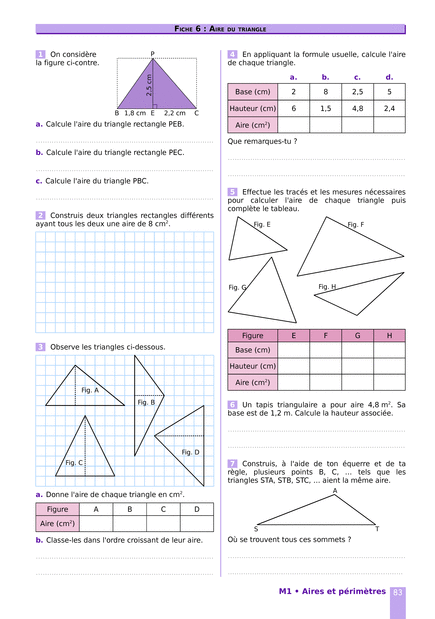 FICHE 6 : AIRE DU TRIANGLE
1 On considère
la figure ci-contre.
P
2,5 cm
B 1,8 cm E 2,2 cm C
a. Calcule l'aire du triangle rectangle PEB.
b. Calcule l'aire du triangle rectangle PEC.
c. Calcule l'aire du triangle PBC.
2 Construis deux triangles rectangles différents
ayant tous les deux une aire de 8 cm².
3 Observe les triangles ci-dessous.
Fig. A
Fig. B
Fig. C
Fig. D
a. Donne l'aire de chaque triangle en cm².
Figure A B C D
Aire (cm²)
b. Classe-les dans l'ordre croissant de leur aire.
4 En appliquant la formule usuelle, calcule l'aire
de chaque triangle.
a. b. c. d.
Base (cm) 2 8 2,5 5
Hauteur (cm) 6 1,5 4,8 2,4
Aire (cm²)
Que remarques-tu ?
5 Effectue les tracés et les mesures nécessaires
pour calculer l'aire de chaque triangle puis
complète le tableau.
Fig. E
Fig. F
Fig. G
Fig. H
Figure E F G H
Base (cm)
Hauteur (cm)
Aire (cm²)
6 Un tapis triangulaire a pour aire 4,8 m². Sa
base est de 1,2 m. Calcule la hauteur associée.
7 Construis, à l'aide de ton équerre et de ta
règle, plusieurs points B, C, ... tels que les
triangles STA, STB, STC, ... aient la même aire.
A
S T
Où se trouvent tous ces sommets ?
M1 • Aires et périmètres 83